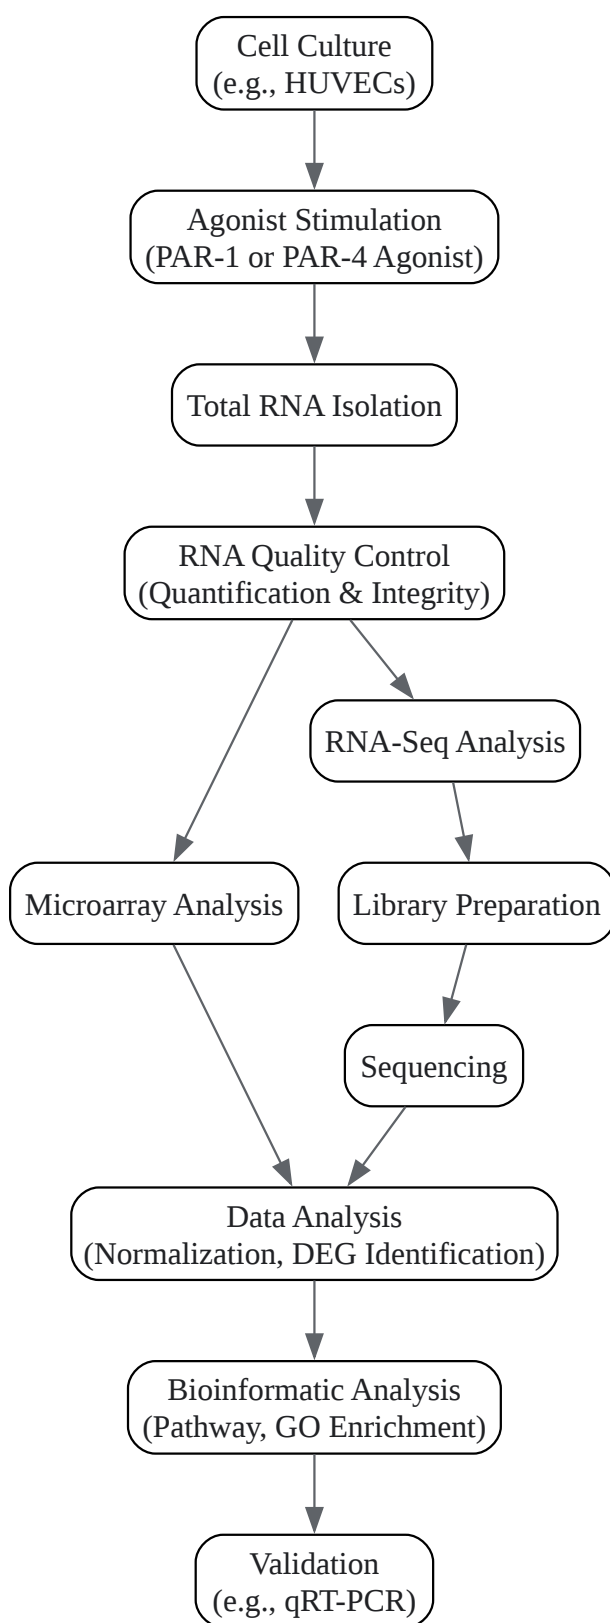 Cell Culture
(e.g., HUVECs)
Agonist Stimulation
(PAR-1 or PAR-4 Agonist)
Total RNA Isolation
RNA Quality Control
(Quantification & Integrity)
RNA-Seq Analysis
Microarray Analysis
Library Preparation
Sequencing
Data Analysis
(Normalization, DEG Identification)
Bioinformatic Analysis
(Pathway, GO Enrichment)
Validation
(e.g., qRT-PCR)